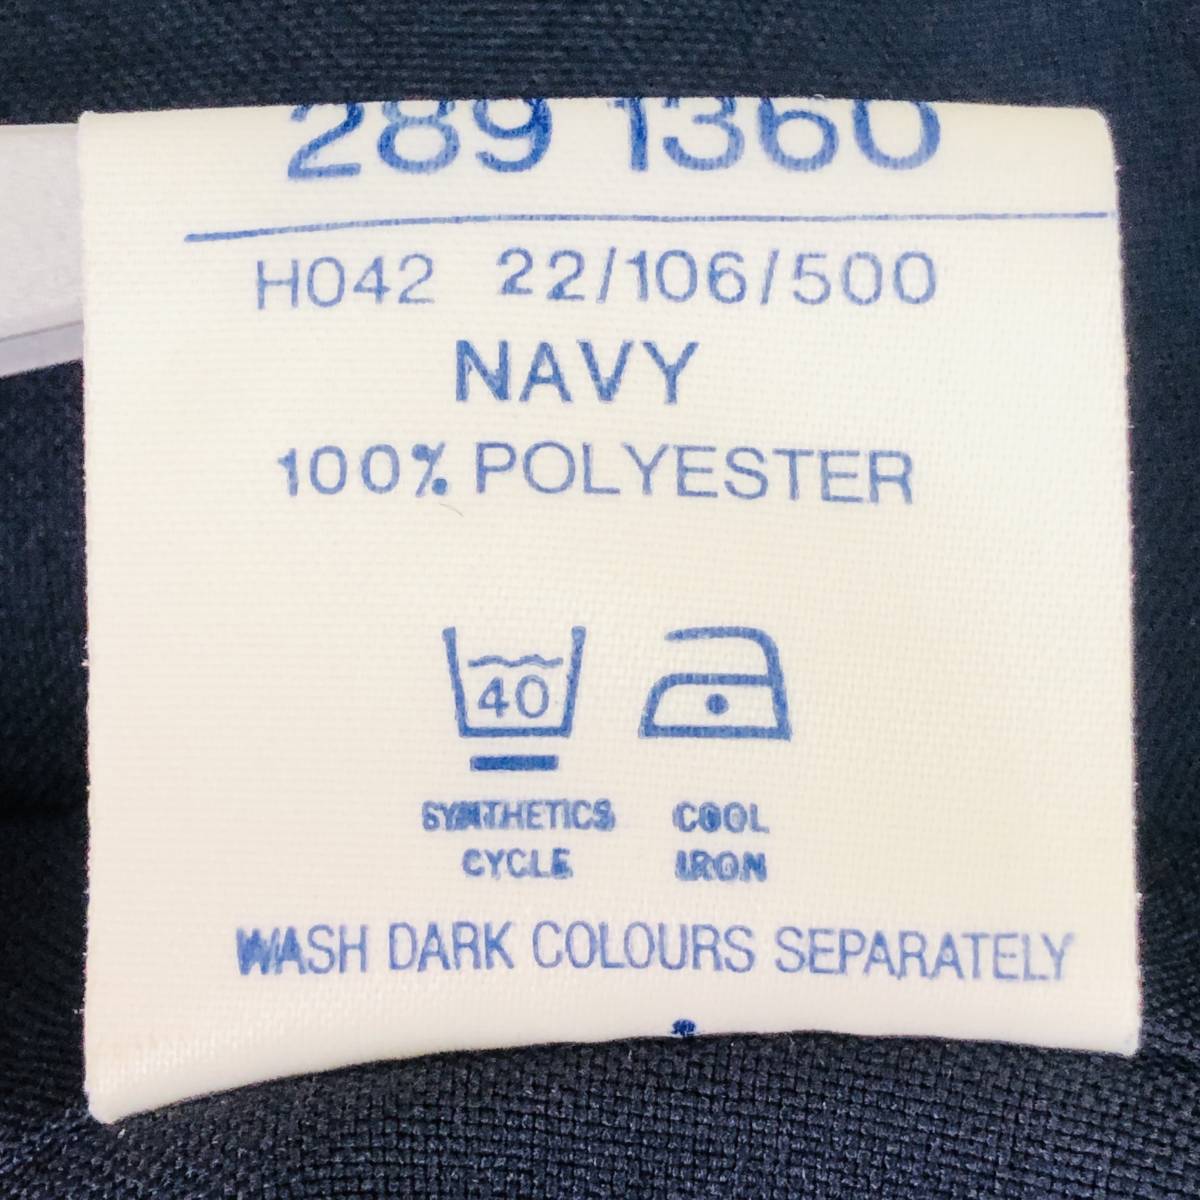 289 1360
H042 22/106/500
NAVY
100% POLYESTER
40
SYNTHETICS COOL
CYCLE IRON
WASH DARK COLOURS SEPARATELY